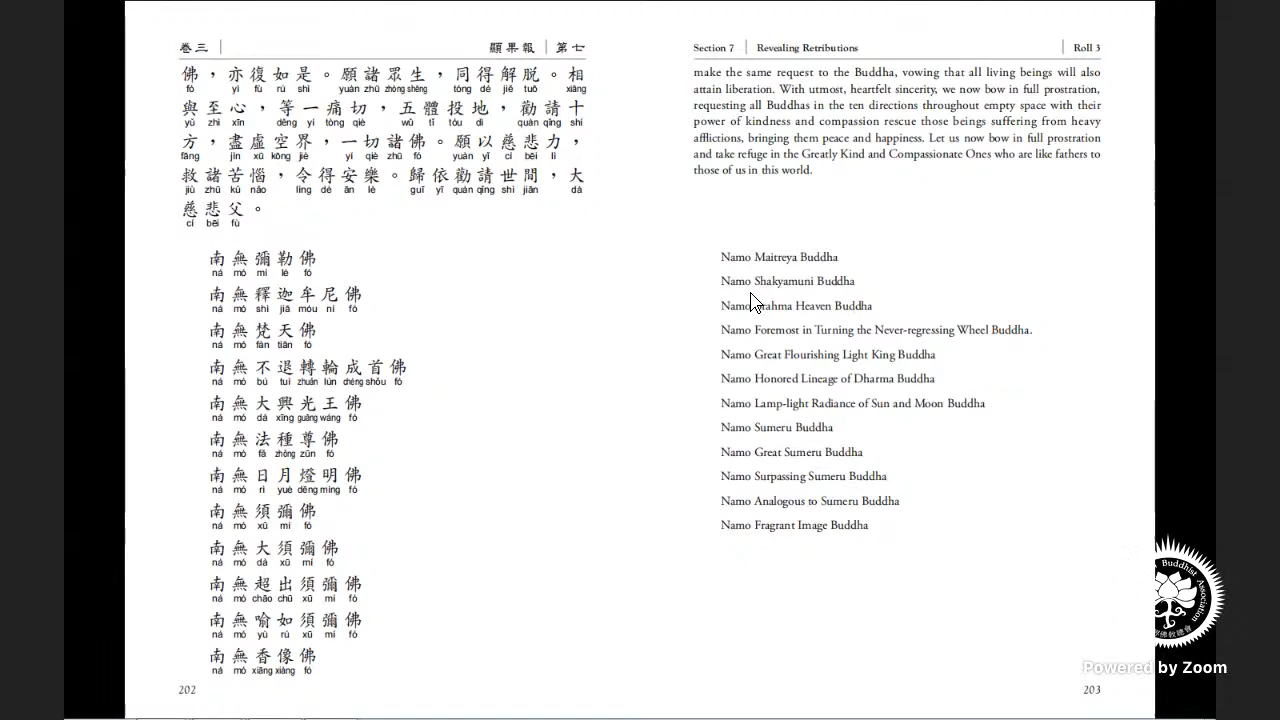 卷三 | 顯果報 | 第七
佛，亦復如是。願諸眾生，同得解脫。相
fó yì fù rú shì yuàn zhū zhòng shēng tóng dé jiě tuō
與至心，等一痛切，五體投地，勸請十
yǔ zhì xīn děng yí tòng qiè wǔ tǐ tóu dì quàn qǐng shí
方，盡虛空界，一切諸佛。願以慈悲力，
fāng jìn xū kōng jiè yí qiè zhū fó yuàn yǐ cí bēi lì
救諸苦惱，令得安樂。歸依勸請世間，大
jiù zhū kǔ nǎo lìng dé ān lè guī yī quàn qǐng shì jiān dà
慈悲父。
cí bēi fù
南無彌勒佛
ná mó mí lè fó
南無釋迦牟尼佛
ná mó shì jiā móu ní fó
南無梵天佛
ná mó fàn tiān fó
南無不退轉輪成首佛
ná mó bú tuì zhuǎn lún chéng shǒu fó
南無大興光王佛
ná mó dà xīng guāng wáng fó
南無法種尊佛
ná mó fǎ zhǒng zūn fó
南無日月燈明佛
ná mó rì yuè dēng míng fó
南無須彌佛
ná mó xū mí fó
南無大須彌佛
ná mó dà xū mí fó
南無超出須彌佛
ná mó chāo chū xū mí fó
南無喻如須彌佛
ná mó yù rú xū mí fó
南無香像佛
ná mó xiāng xiàng fó
202
Section 7 | Revealing Retributions | Roll 3
make the same request to the Buddha, vowing that all living beings will also
attain liberation. With utmost, heartfelt sincerity, we now bow in full prostration,
requesting all Buddhas in the ten directions throughout empty space with their
power of kindness and compassion rescue those beings suffering from heavy
afflictions, bringing them peace and happiness. Let us now bow in full prostration
and take refuge in the Greatly Kind and Compassionate Ones who are like fathers to
those of us in this world.
Namo Maitreya Buddha
Namo Shakyamuni Buddha
Namo Heaven Buddha
Namo Foremost in Turning the Never-regressing Wheel Buddha.
Namo Great Flourishing Light King Buddha
Namo Honored Lineage of Dharma Buddha
Namo Lamp-light Radiance of Sun and Moon Buddha
Namo Sumeru Buddha
Namo Great Sumeru Buddha
Namo Surpassing Sumeru Buddha
Namo Analogous to Sumeru Buddha
Namo Fragrant Image Buddha
203
Buddhist Association
佛教總會
Powered by Zoom